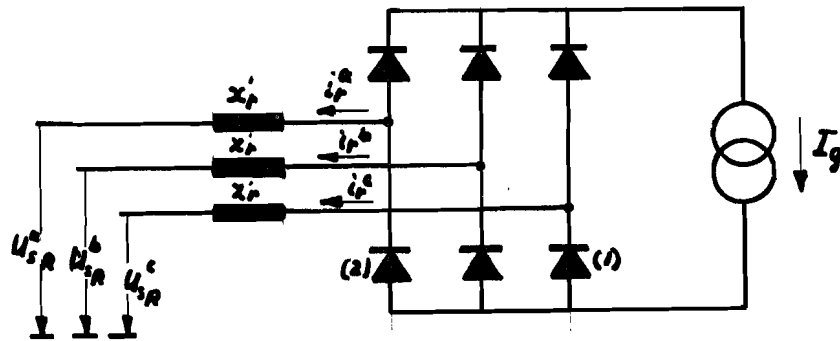 x'r
i_r^a
x'r
i_r^b
x'r
i_r^c
I_g
U_sR^a
U_sR^b
U_sR^c
(2)
(1)